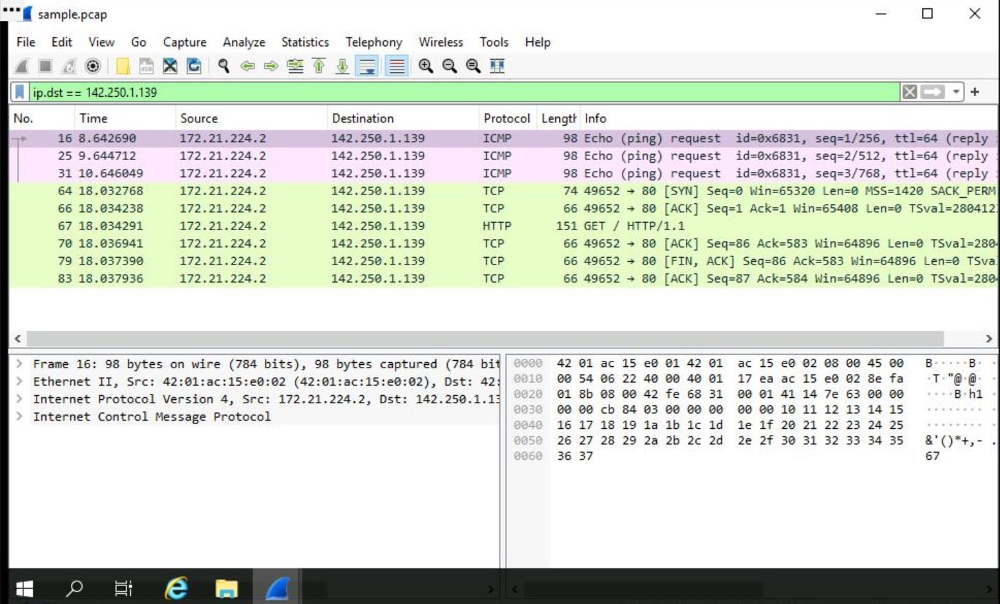 sample.pcap
File Edit View Go Capture Analyze Statistics Telephony Wireless Tools Help
ip.dst == 142.250.1.139
No. Time Source Destination Protocol Length Info
16 8.642690 172.21.224.2 142.250.1.139 ICMP 98 Echo (ping) request id=0x6831, seq=1/256, ttl=64 (reply
25 9.644712 172.21.224.2 142.250.1.139 ICMP 98 Echo (ping) request id=0x6831, seq=2/512, ttl=64 (reply
31 10.646049 172.21.224.2 142.250.1.139 ICMP 98 Echo (ping) request id=0x6831, seq=3/768, ttl=64 (reply
64 18.032768 172.21.224.2 142.250.1.139 TCP 74 49652 → 80 [SYN] Seq=0 Win=65320 Len=0 MSS=1420 SACK_PERM
66 18.034238 172.21.224.2 142.250.1.139 TCP 66 49652 → 80 [ACK] Seq=1 Ack=1 Win=65408 Len=0 TSval=280412
67 18.034291 172.21.224.2 142.250.1.139 HTTP 151 GET / HTTP/1.1
70 18.036941 172.21.224.2 142.250.1.139 TCP 66 49652 → 80 [ACK] Seq=86 Ack=583 Win=64896 Len=0 TSval=280
79 18.037390 172.21.224.2 142.250.1.139 TCP 66 49652 → 80 [FIN, ACK] Seq=86 Ack=583 Win=64896 Len=0 TSva
83 18.037936 172.21.224.2 142.250.1.139 TCP 66 49652 → 80 [ACK] Seq=87 Ack=584 Win=64896 Len=0 TSval=280
Frame 16: 98 bytes on wire (784 bits), 98 bytes captured (784 bit
Ethernet II, Src: 42:01:ac:15:e0:02 (42:01:ac:15:e0:02), Dst: 42:
Internet Protocol Version 4, Src: 172.21.224.2, Dst: 142.250.1.13
Internet Control Message Protocol
0000 42 01 ac 15 e0 01 42 01 ac 15 e0 02 08 00 45 00 B·····B·
0010 00 54 06 22 40 00 40 01 17 ea ac 15 e0 02 8e fa ·T·"@·@·
0020 01 8b 08 00 42 fe 68 31 00 01 41 14 7e 63 00 00 ····B·h1
0030 00 00 cb 84 03 00 00 00 00 00 10 11 12 13 14 15 ········
0040 16 17 18 19 1a 1b 1c 1d 1e 1f 20 21 22 23 24 25 ········
0050 26 27 28 29 2a 2b 2c 2d 2e 2f 30 31 32 33 34 35 &'()*+,- .
0060 36 37 67